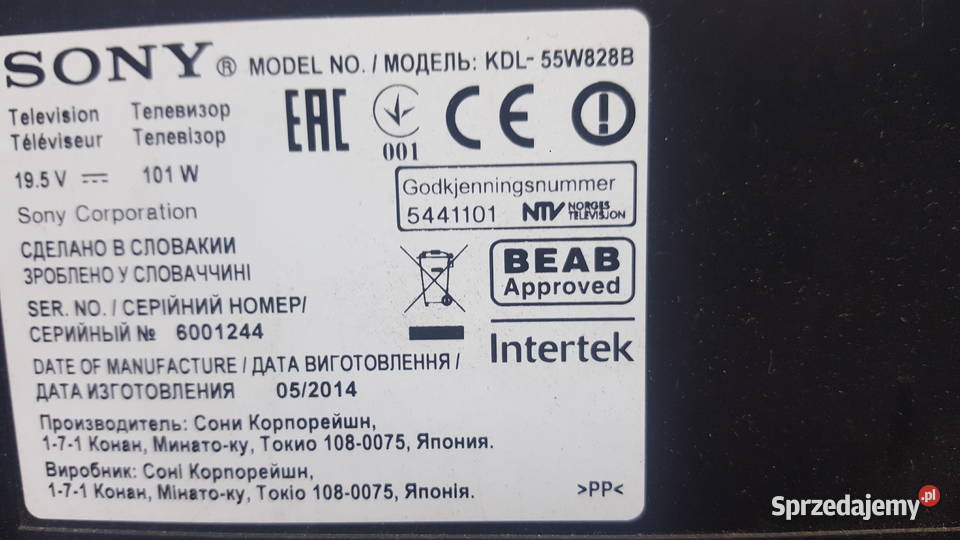 SONY® MODEL NO. / МОДЕЛЬ: KDL- 55W828B
Television Телевизор
Téléviseur Телевізор
19.5 V 101 W
Sony Corporation
СДЕЛАНО В СЛОВАКИИ
ЗРОБЛЕНО У СЛОВАЧЧИНІ
SER. NO. / СЕРІЙНИЙ НОМЕР/
СЕРИЙНЫЙ № 6001244
DATE OF MANUFACTURE / ДАТА ВИГОТОВЛЕННЯ /
ДАТА ИЗГОТОВЛЕНИЯ 05/2014
Производитель: Сони Корпорейшн,
1-7-1 Конан, Минато-ку, Токио 108-0075, Япония.
Виробник: Соні Корпорейшн,
1-7-1 Конан, Мінато-ку, Токіо 108-0075, Японія.
EAC
001
CE
Godkjenningsnummer
5441101 NTV NORGES
TELEVISJON
BEAB
Approved
Intertek
>PP<
Sprzedajemy.pl